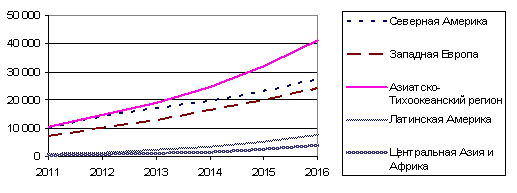 50 000
40 000
30 000
20 000
10 000
0
2011 2012 2013 2014 2015 2016
Северная Америка
Западная Европа
Азиатско-
Тихоокеанский регион
Латинская Америка
Центральная Азия и
Африка